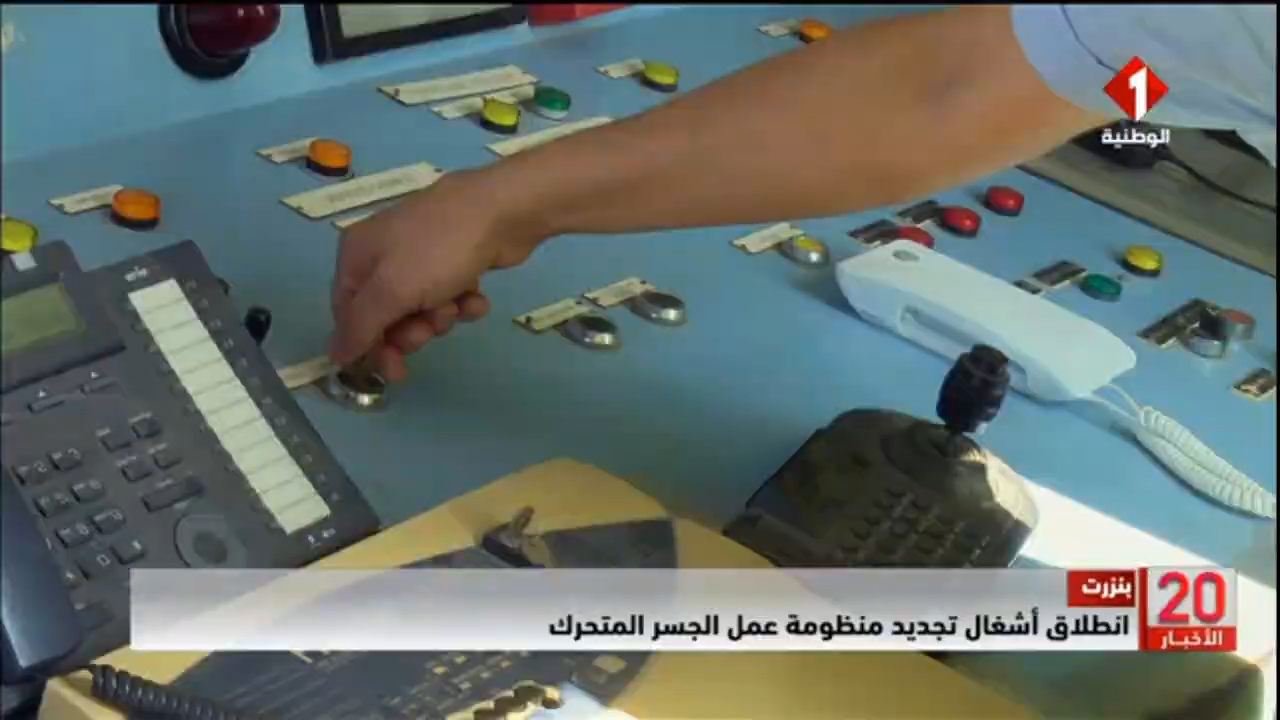 1
الوطنية
بنزرت
انطلاق أشغال تجديد منظومة عمل الجسر المتحرك
20
الأخبار